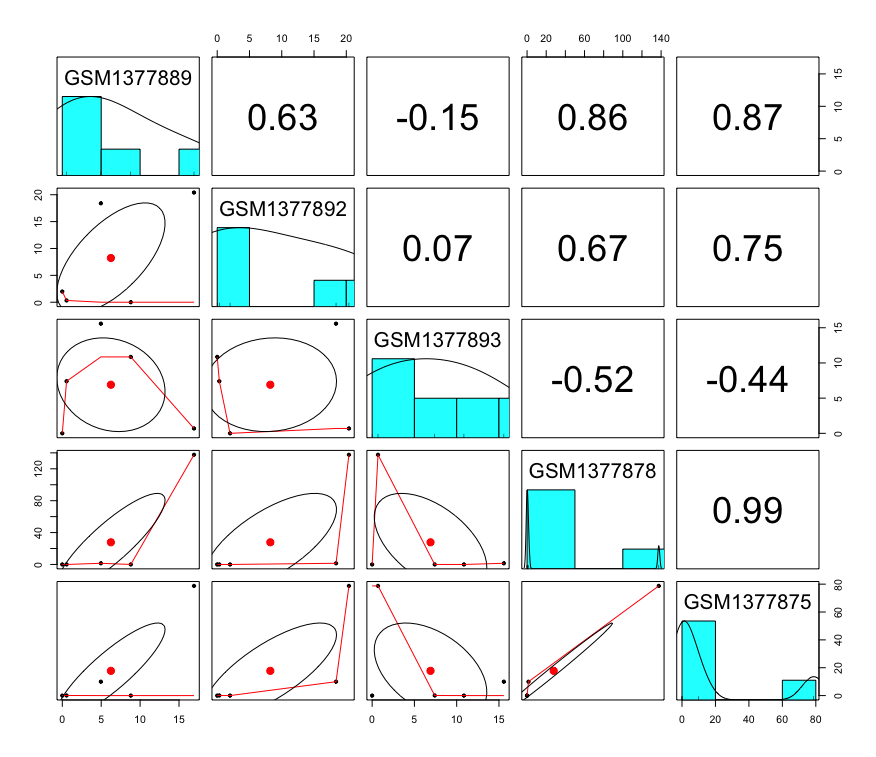 0 5 10 15 20
0 20 60 100 140
GSM1377889
0.63
-0.15
0.86
0.87
0 5 10 15
0 5 10 15 20
GSM1377892
0.07
0.67
0.75
GSM1377893
-0.52
-0.44
0 5 10 15
0 40 80 120
GSM1377878
0.99
GSM1377875
0 20 40 60 80
0 5 10 15
0 5 10 15
0 20 40 60 80